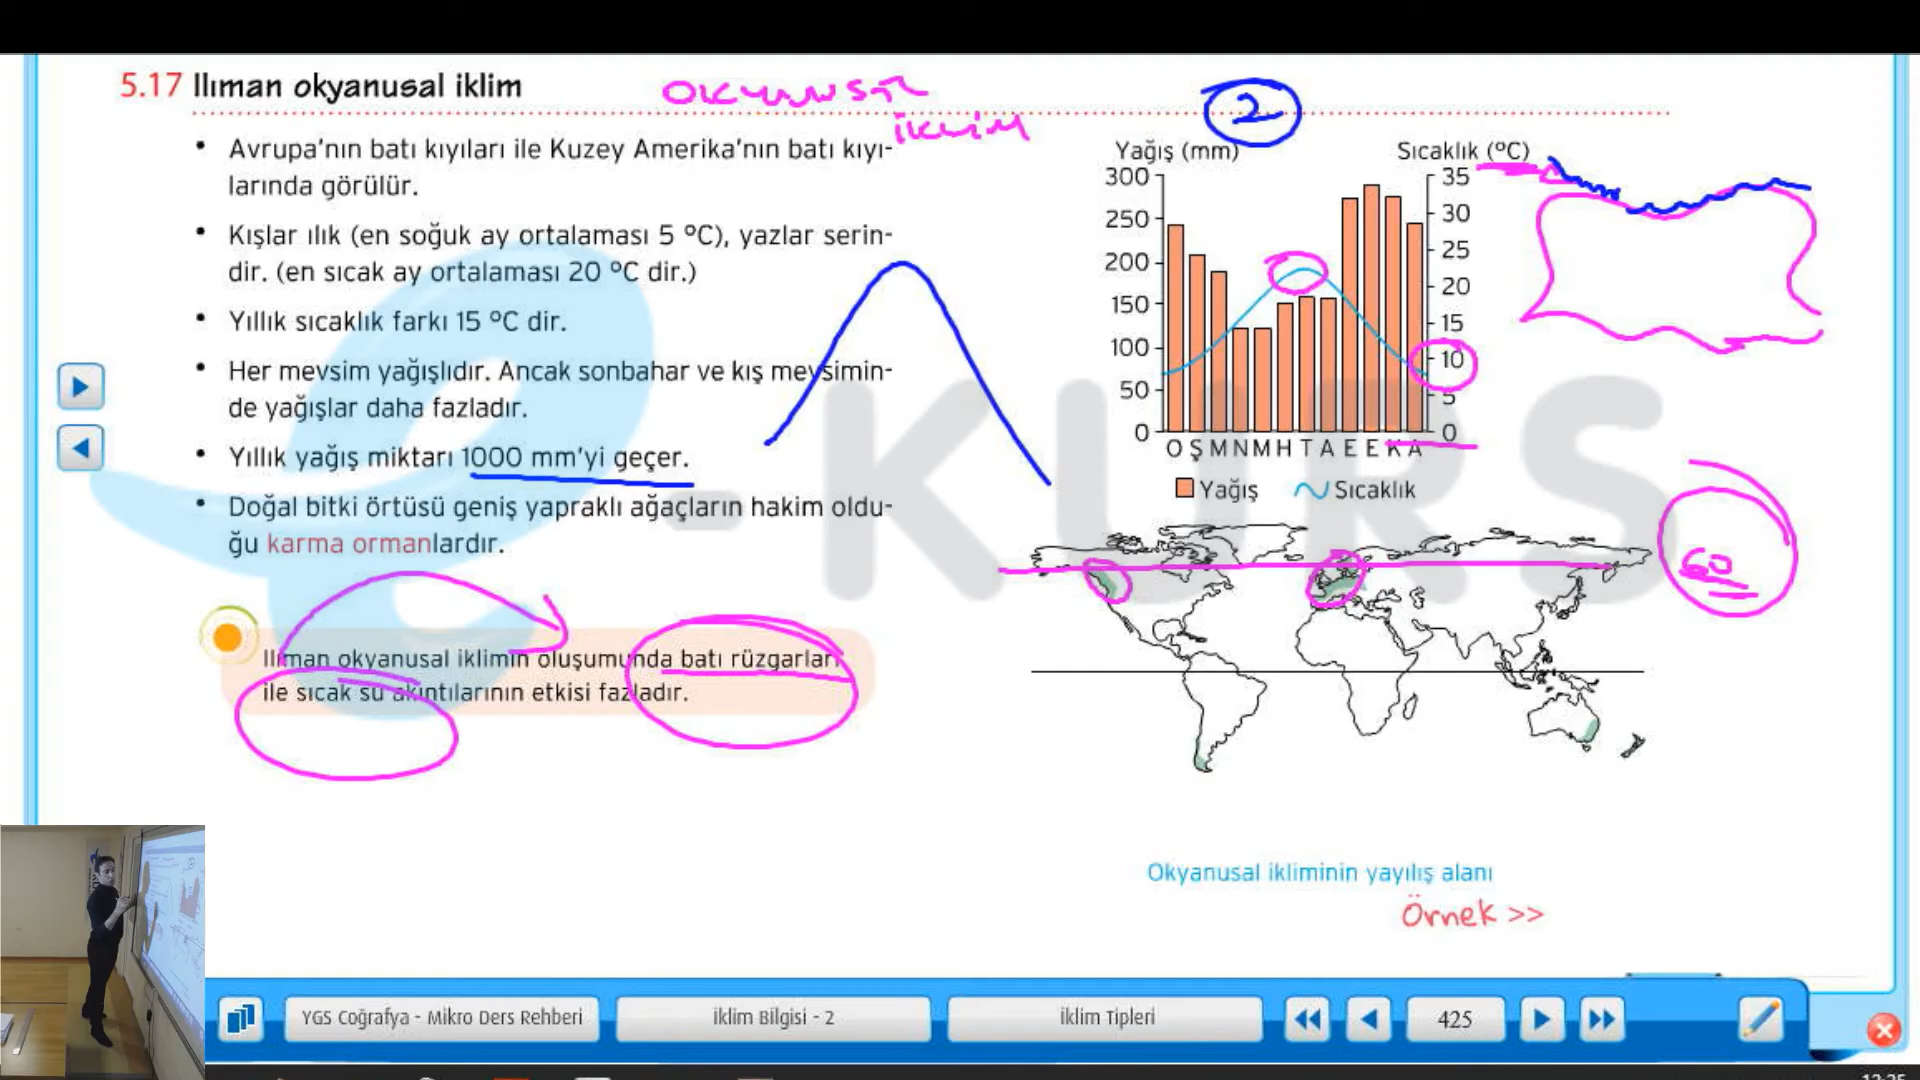 5.17 Ilıman okyanusal iklim
OKYANUSAL
İKLİM
2
• Avrupa'nın batı kıyıları ile Kuzey Amerika'nın batı kıyı-
larında görülür.
• Kışlar ılık (en soğuk ay ortalaması 5 ºC), yazlar serin-
dir. (en sıcak ay ortalaması 20 ºC dir.)
• Yıllık sıcaklık farkı 15 ºC dir.
• Her mevsim yağışlıdır. Ancak sonbahar ve kış mevsimin-
de yağışlar daha fazladır.
• Yıllık yağış miktarı 1000 mm'yi geçer.
• Doğal bitki örtüsü geniş yapraklı ağaçların hakim oldu-
ğu karma ormanlardır.
Ilıman okyanusal iklimin oluşumunda batı rüzgarları
ile sıcak su akıntılarının etkisi fazladır.
Yağış (mm)
Sıcaklık (ºC)
300
250
200
150
100
50
0
35
30
25
20
15
10
5
0
O Ş M N M H T A E E K A
Yağış
Sıcaklık
60
e-KURS
Okyanusal ikliminin yayılış alanı
Örnek >>
YGS Coğrafya - Mikro Ders Rehberi
İklim Bilgisi - 2
İklim Tipleri
425